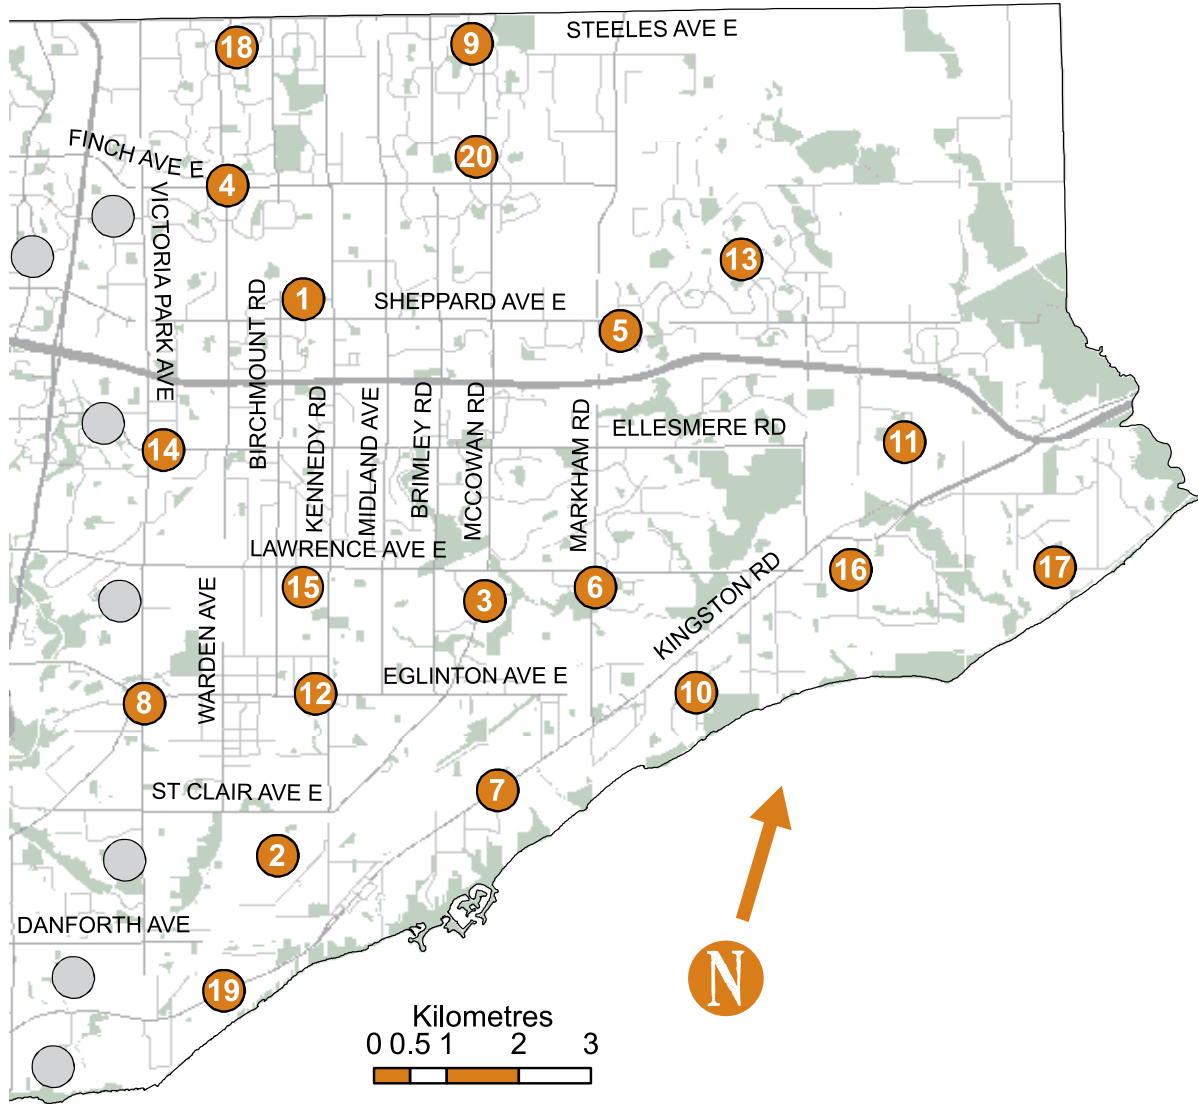 STEELES AVE E
18
9
FINCH AVE E
20
4
VICTORIA PARK AVE
13
BIRCHMOUNT RD
1
SHEPPARD AVE E
5
KENNEDY RD
MIDLAND AVE
BRIMLEY RD
MCCOWAN RD
MARKHAM RD
ELLESMERE RD
14
11
LAWRENCE AVE E
15
3
6
KINGSTON RD
16
17
WARDEN AVE
EGLINTON AVE E
8
12
10
ST CLAIR AVE E
7
2
DANFORTH AVE
19
N
Kilometres
0 0.5 1 2 3